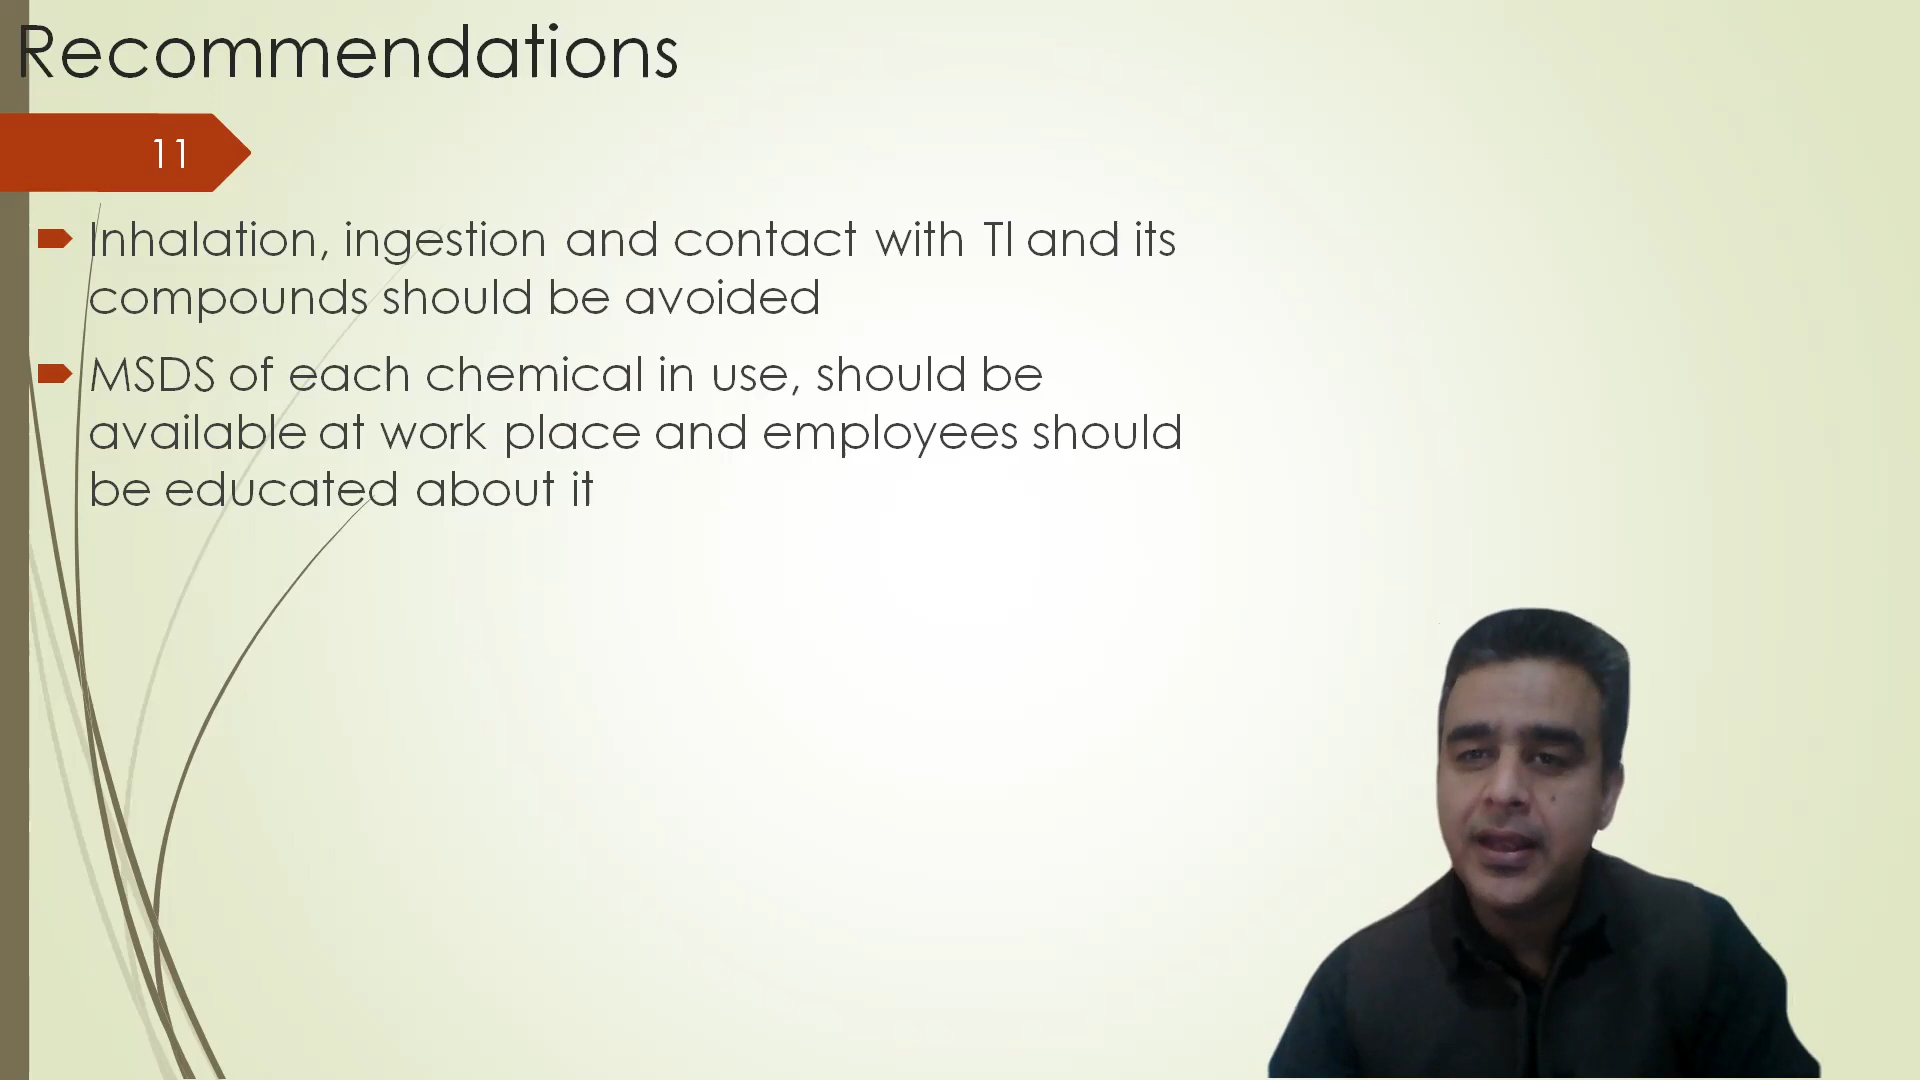 Recommendations
11
Inhalation, ingestion and contact with Tl and its
compounds should be avoided
MSDS of each chemical in use, should be
available at work place and employees should
be educated about it